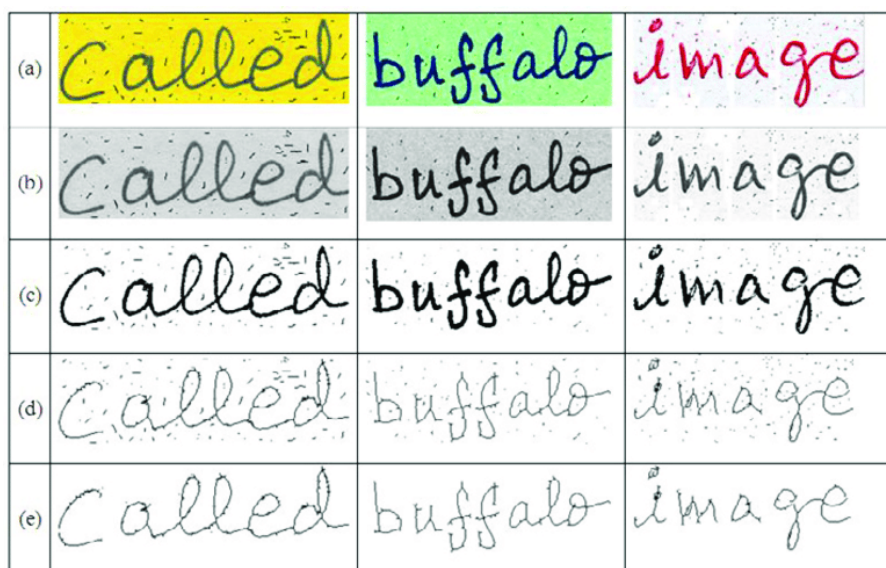 (a) Called buffalo image
(b) Called buffalo image
(c) Called buffalo image
(d) Called buffalo image
(e) Called buffalo image